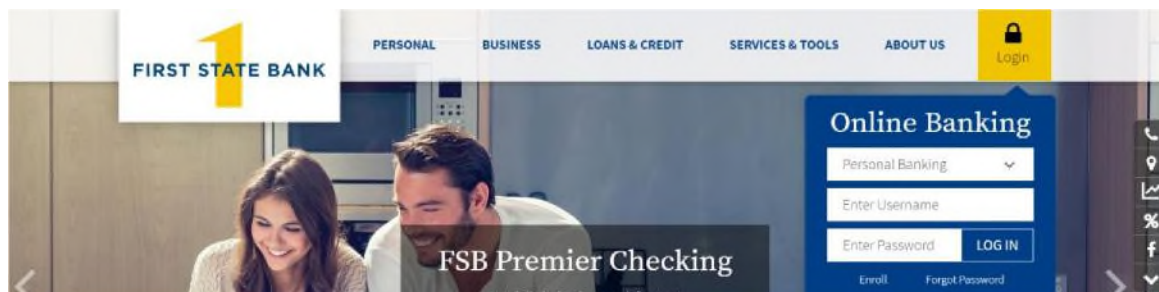 PERSONAL BUSINESS LOANS & CREDIT SERVICES & TOOLS ABOUT US
Login
1
FIRST STATE BANK
Online Banking
Personal Banking
Enter Username
Enter Password LOG IN
Enroll Forgot Password
FSB Premier Checking
%
f